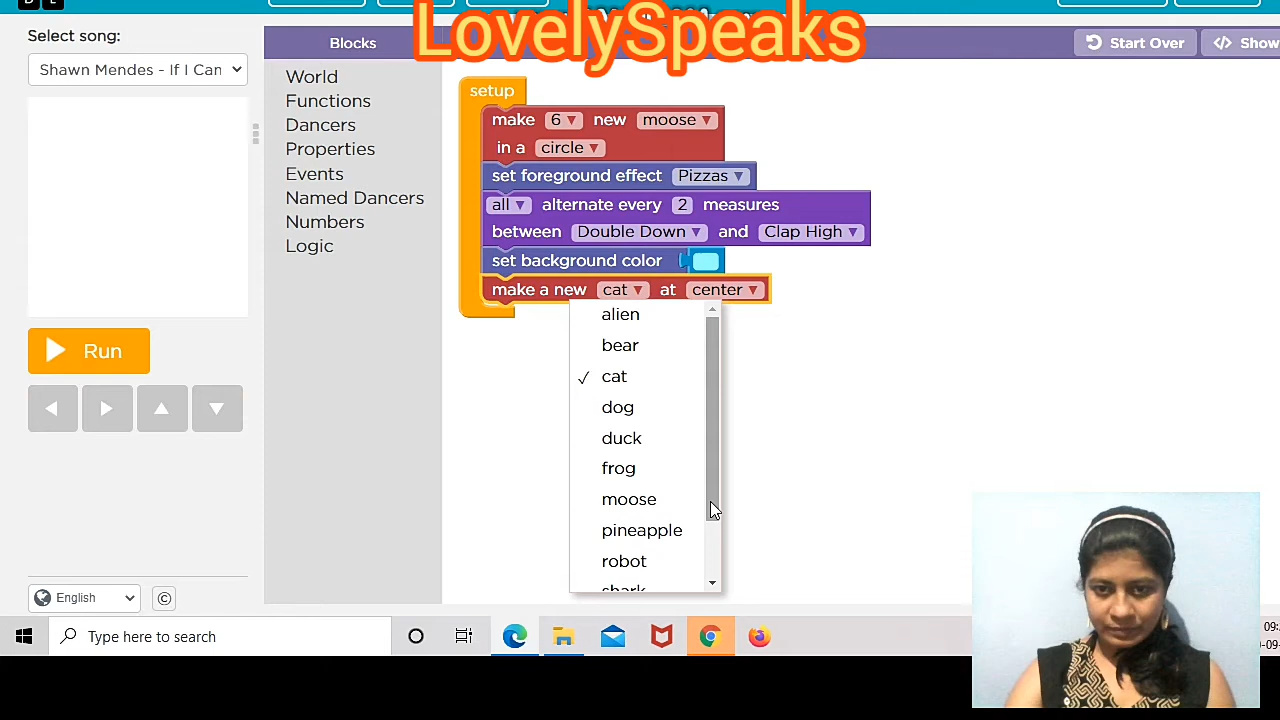 LovelySpeaks
Select song:
Blocks
Start Over
</> Show
Shawn Mendes - If I Can
World
Functions
Dancers
Properties
Events
Named Dancers
Numbers
Logic
setup
make 6 new moose
in a circle
set foreground effect Pizzas
all alternate every 2 measures
between Double Down and Clap High
set background color
make a new cat at center
alien
bear
✓ cat
dog
duck
frog
moose
pineapple
robot
shark
Run
English
©
Type here to search